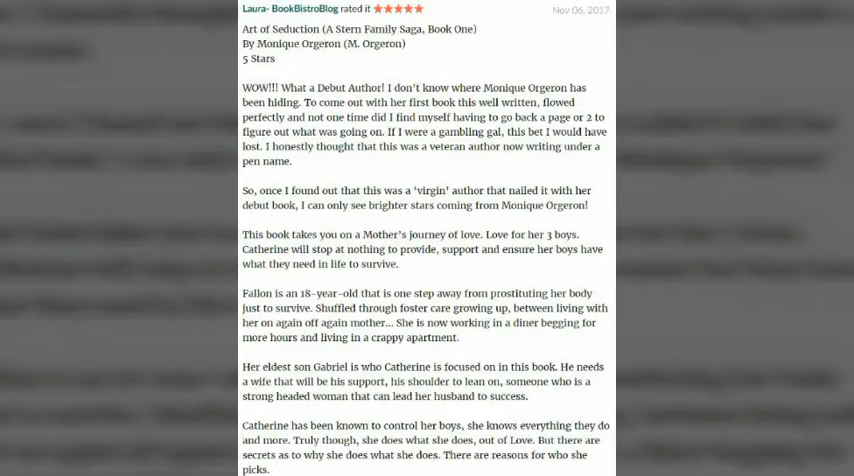 Laura- BookBistroBlog rated it ★★★★★ Nov 06, 2017
Art of Seduction (A Stern Family Saga, Book One)
By Monique Orgeron (M. Orgeron)
5 Stars
WOW!!! What a Debut Author! I don't know where Monique Orgeron has
been hiding. To come out with her first book this well written, flowed
perfectly and not one time did I find myself having to go back a page or 2 to
figure out what was going on. If I were a gambling gal, this bet I would have
lost. I honestly thought that this was a veteran author now writing under a
pen name.
So, once I found out that this was a 'virgin' author that nailed it with her
debut book, I can only see brighter stars coming from Monique Orgeron!
This book takes you on a Mother's journey of love. Love for her 3 boys.
Catherine will stop at nothing to provide, support and ensure her boys have
what they need in life to survive.
Fallon is an 18-year-old that is one step away from prostituting her body
just to survive. Shuffled through foster care growing up, between living with
her on again off again mother... She is now working in a diner begging for
more hours and living in a crappy apartment.
Her eldest son Gabriel is who Catherine is focused on in this book. He needs
a wife that will be his support, his shoulder to lean on, someone who is a
strong headed woman that can lead her husband to success.
Catherine has been known to control her boys, she knows everything they do
and more. Truly though, she does what she does, out of Love. But there are
secrets as to why she does what she does. There are reasons for who she
picks.